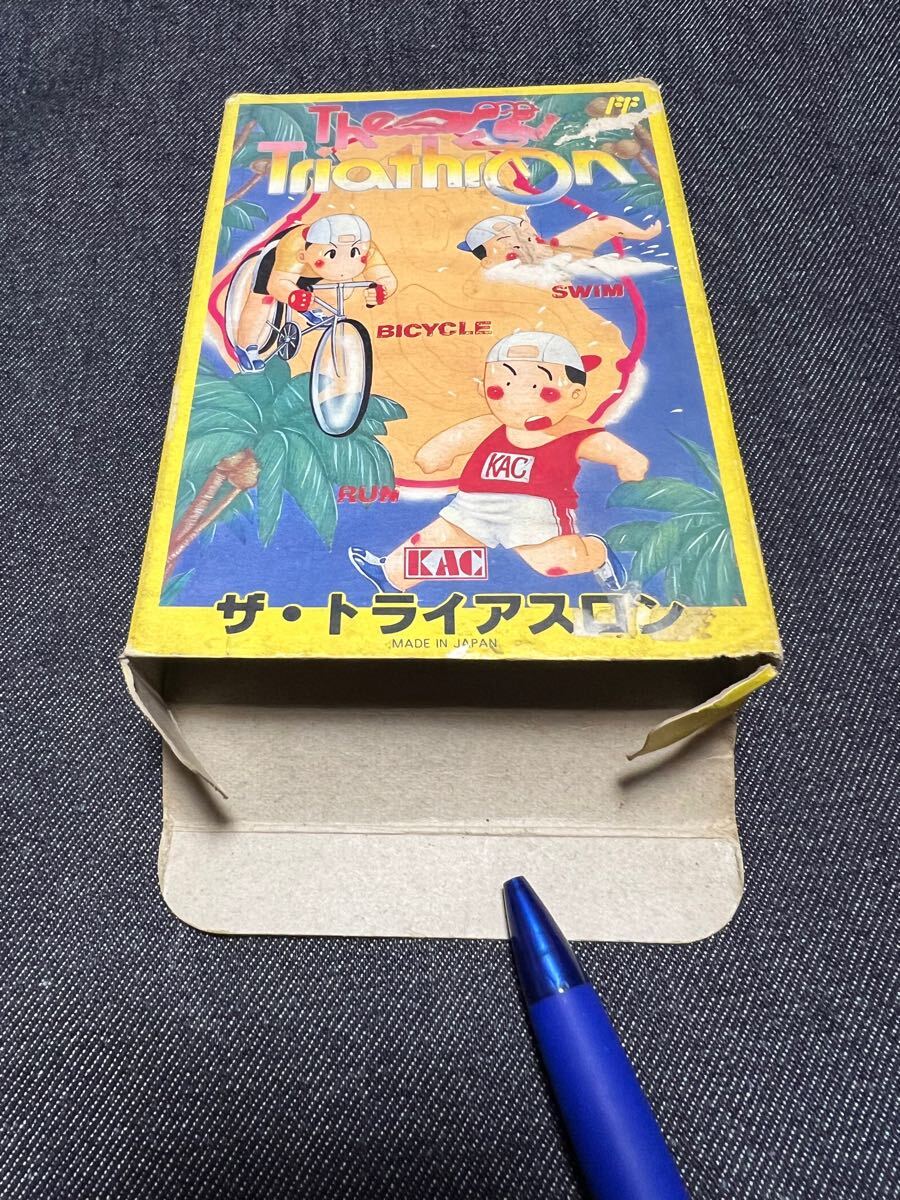 The
Triathron
SWIM
BICYCLE
KAC
RUN
KAC
ザ・トライアスロン
MADE IN JAPAN